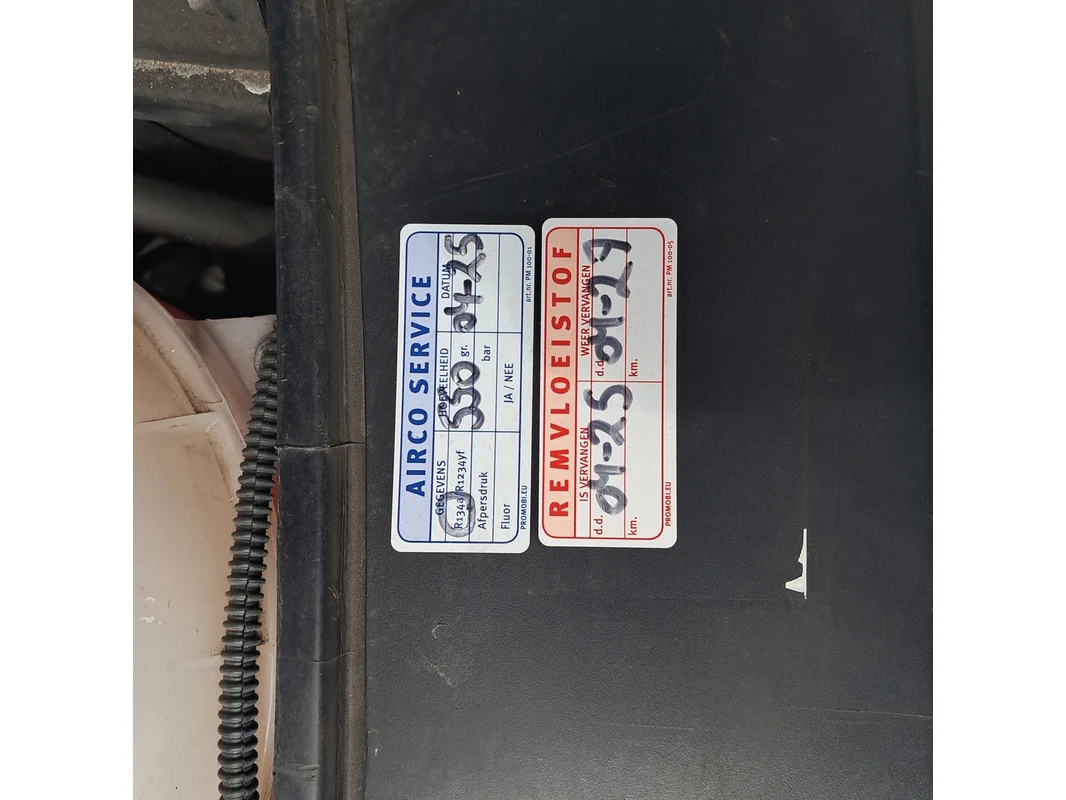 AIRCO SERVICE
GEGEVENS HOEVEELHEID DATUM
R134a/R1234yf 550 gr. 04-25
Afpersdruk bar
Fluor JA / NEE
PROMOBI.EU art.nr. PM 100-01
REMVLOEISTOF
IS VERVANGEN WEER VERVANGEN
d.d. 04-25 d.d. 04-27
km. km.
PROMOBI.EU art.nr. PM 100-05